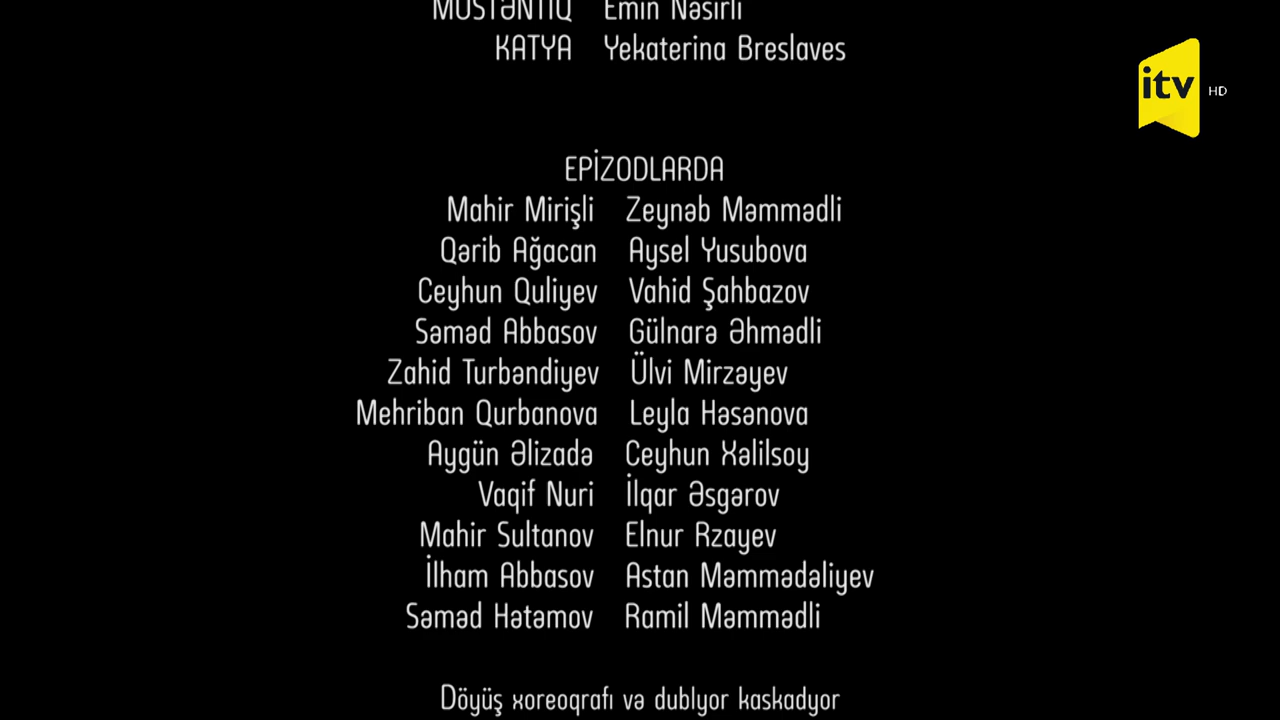 MÜSTƏNTİQ Emin Nəsirli
KATYA Yekaterina Breslaves
itv HD
EPİZODLARDA
Mahir Mirişli Zeynəb Məmmədli
Qərib Ağacan Aysel Yusubova
Ceyhun Quliyev Vahid Şahbazov
Səməd Abbasov Gülnarə Əhmədli
Zahid Turbəndiyev Ülvi Mirzəyev
Mehriban Qurbanova Leyla Həsənova
Aygün Əlizadə Ceyhun Xəlilsoy
Vaqif Nuri İlqar Əsgərov
Mahir Sultanov Elnur Rzayev
İlham Abbasov Astan Məmmədəliyev
Səməd Hətəmov Ramil Məmmədli
Döyüş xoreoqrafı və dublyor kaskadyor